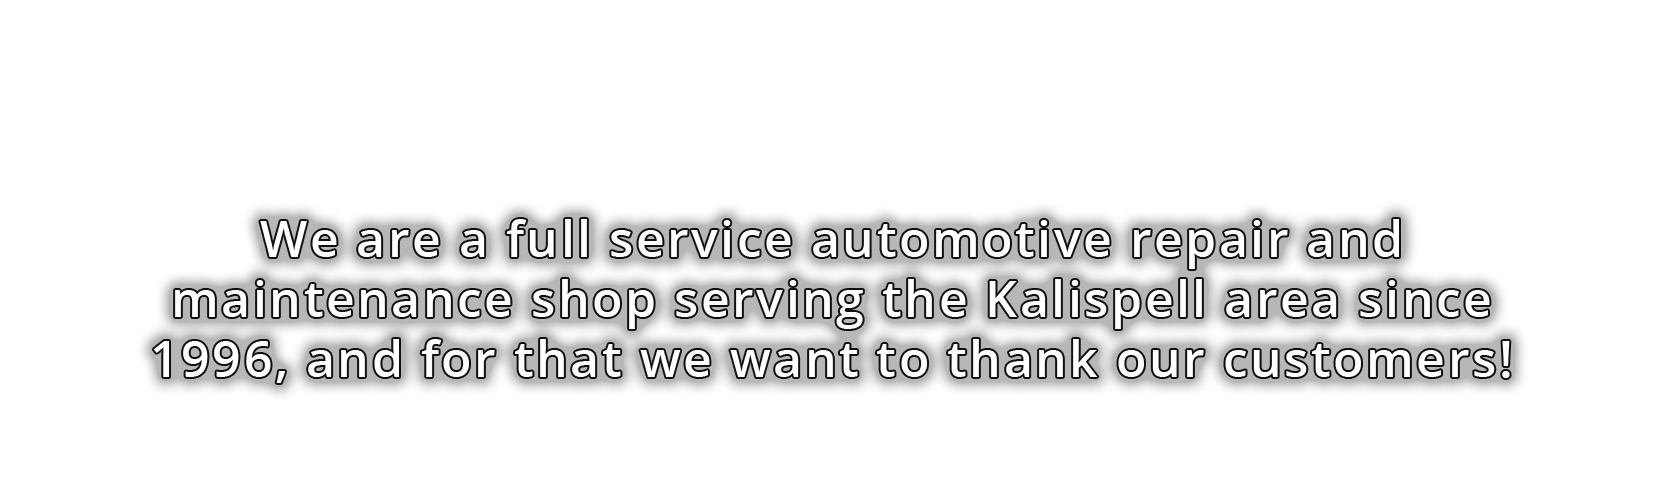 We are a full service automotive repair and
maintenance shop serving the Kalispell area since
1996, and for that we want to thank our customers!